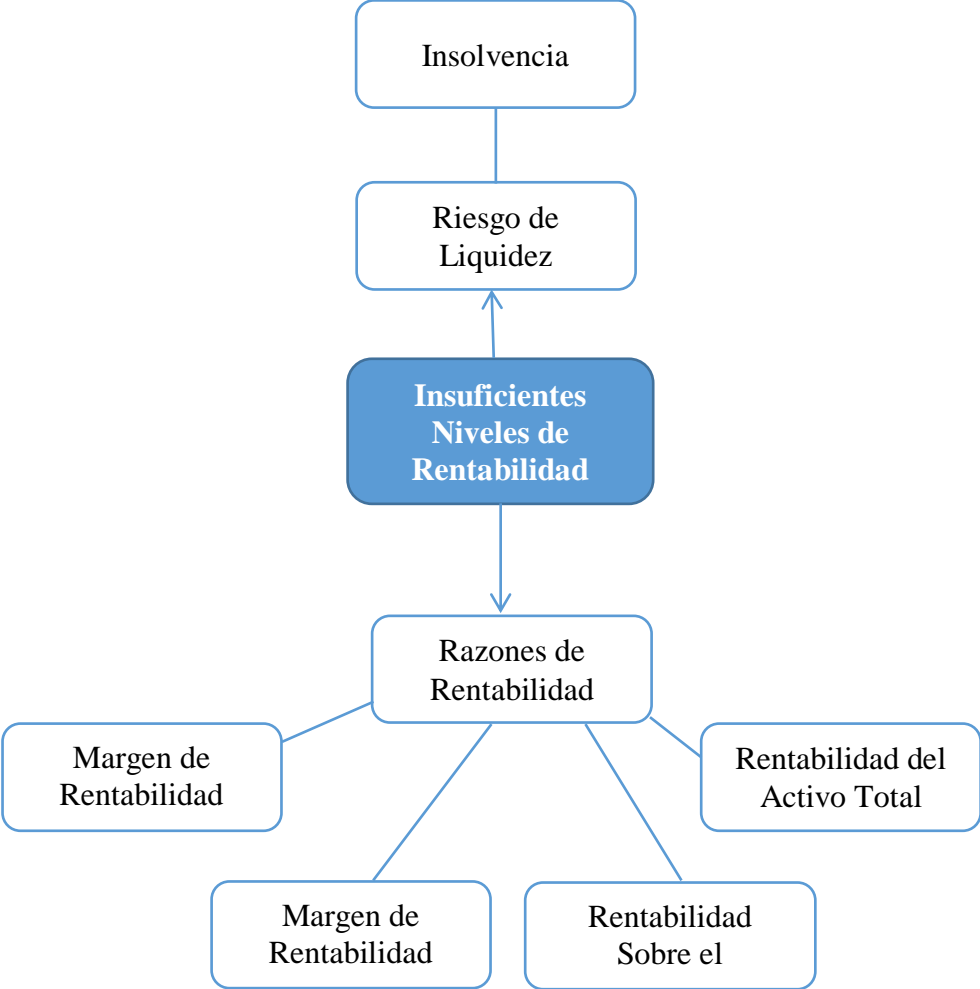 Insolvencia
Riesgo de
Liquidez
Insuficientes
Niveles de
Rentabilidad
Razones de
Rentabilidad
Margen de
Rentabilidad
Rentabilidad del
Activo Total
Margen de
Rentabilidad
Rentabilidad
Sobre el